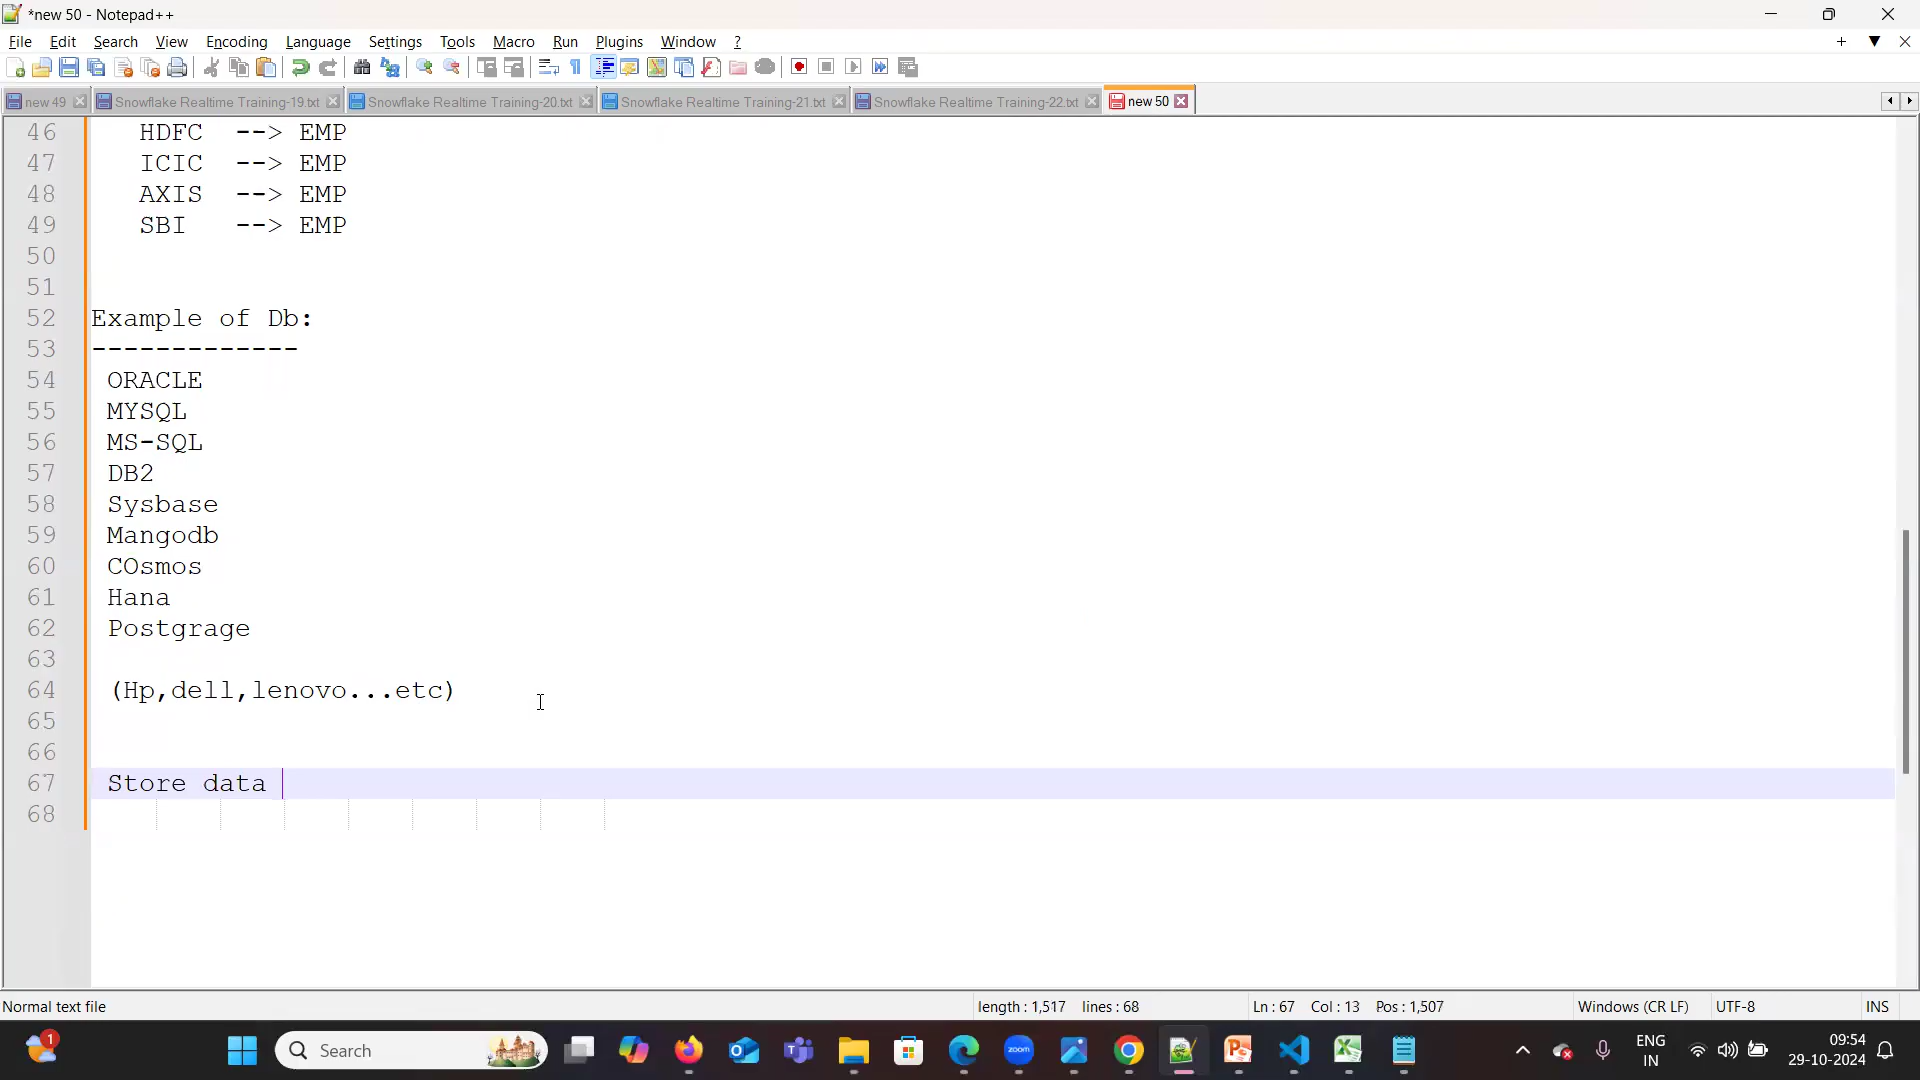 *new 50 - Notepad++
File Edit Search View Encoding Language Settings Tools Macro Run Plugins Window ?
new 49 Snowflake Realtime Training-19.txt Snowflake Realtime Training-20.txt Snowflake Realtime Training-21.txt Snowflake Realtime Training-22.txt new 50
46 HDFC --> EMP
47 ICIC --> EMP
48 AXIS --> EMP
49 SBI --> EMP
50
51
52 Example of Db:
53 -------------
54 ORACLE
55 MYSQL
56 MS-SQL
57 DB2
58 Sysbase
59 Mangodb
60 COsmos
61 Hana
62 Postgrage
63
64 (Hp,dell,lenovo...etc)
65
66
67 Store data
68
Normal text file length : 1,517 lines : 68 Ln : 67 Col : 13 Pos : 1,507 Windows (CR LF) UTF-8 INS
1 Search zoom ENG IN 09:54 29-10-2024